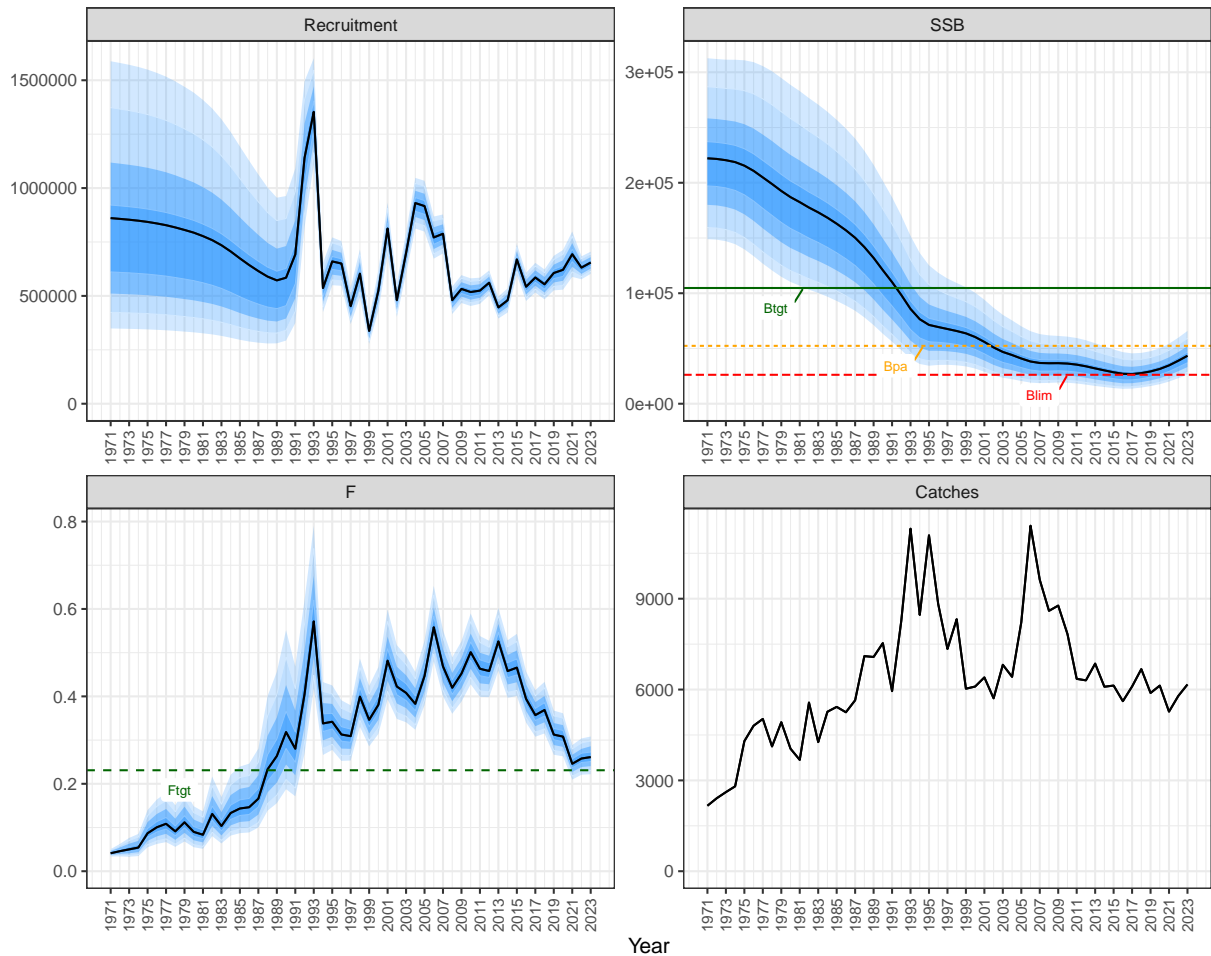 Recruitment
SSB
1500000
1000000
500000
0
3e+05
2e+05
1e+05
0e+00
Btgt
Bpa
Blim
1971 1973 1975 1977 1979 1981 1983 1985 1987 1989 1991 1993 1995 1997 1999 2001 2003 2005 2007 2009 2011 2013 2015 2017 2019 2021 2023
1971 1973 1975 1977 1979 1981 1983 1985 1987 1989 1991 1993 1995 1997 1999 2001 2003 2005 2007 2009 2011 2013 2015 2017 2019 2021 2023
F
Catches
0.8
0.6
0.4
0.2
0.0
Ftgt
9000
6000
3000
0
1971 1973 1975 1977 1979 1981 1983 1985 1987 1989 1991 1993 1995 1997 1999 2001 2003 2005 2007 2009 2011 2013 2015 2017 2019 2021 2023
1971 1973 1975 1977 1979 1981 1983 1985 1987 1989 1991 1993 1995 1997 1999 2001 2003 2005 2007 2009 2011 2013 2015 2017 2019 2021 2023
Year